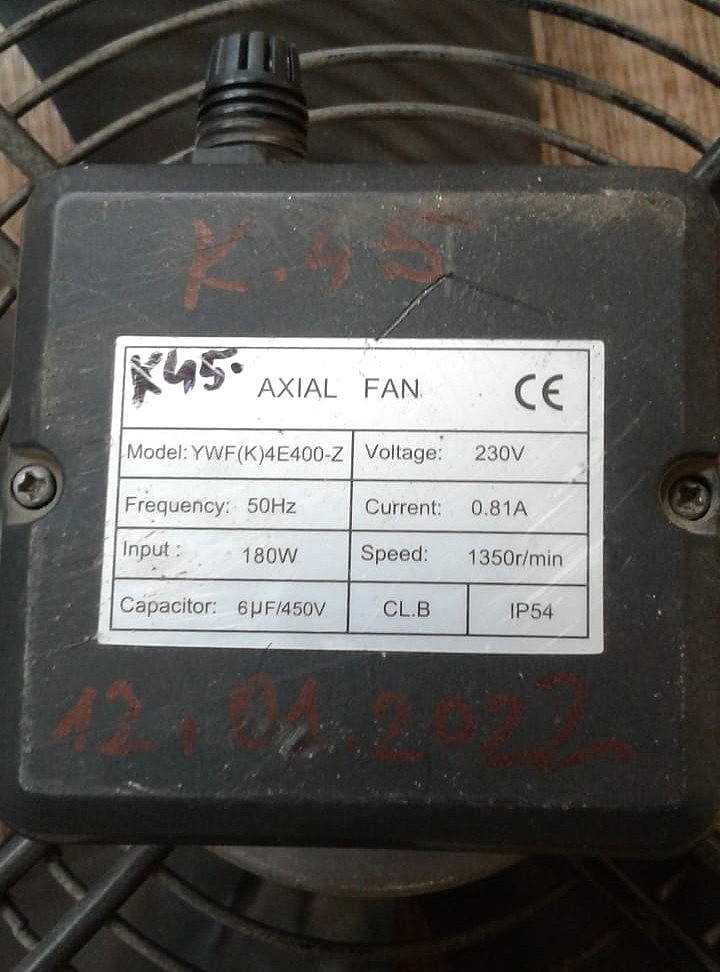 K.45
K45.
AXIAL FAN CE
Model: YWF(K)4E400-Z Voltage: 230V
Frequency: 50Hz Current: 0.81A
Input : 180W Speed: 1350r/min
Capacitor: 6µF/450V CL.B IP54
12.01.2022